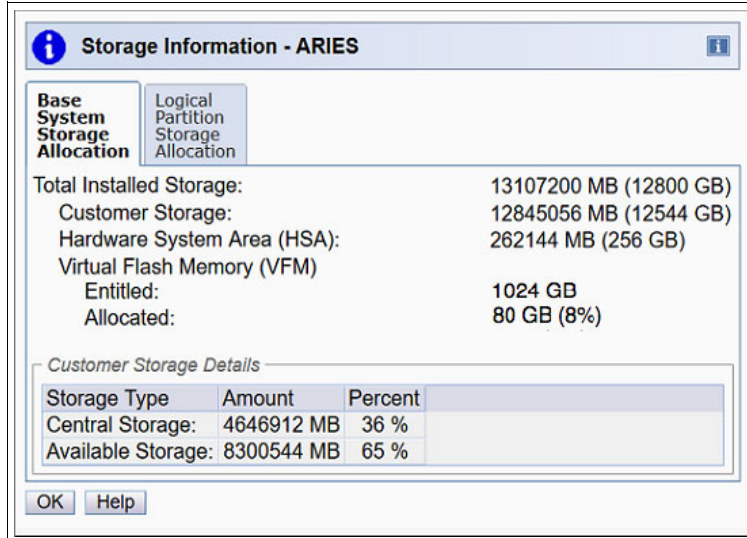 Storage Information - ARIES
Base System Storage Allocation
Logical Partition Storage Allocation
Total Installed Storage: 13107200 MB (12800 GB)
Customer Storage: 12845056 MB (12544 GB)
Hardware System Area (HSA): 262144 MB (256 GB)
Virtual Flash Memory (VFM)
Entitled: 1024 GB
Allocated: 80 GB (8%)
Customer Storage Details
Storage Type Amount Percent
Central Storage: 4646912 MB 36 %
Available Storage: 8300544 MB 65 %
OK Help